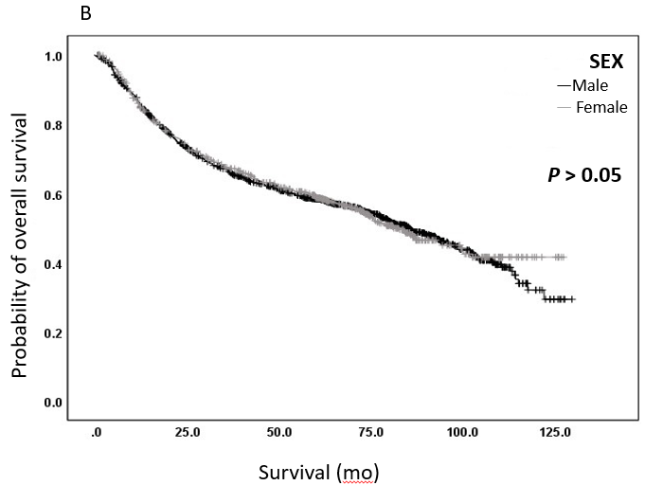 B
SEX
Male
Female
P > 0.05
Probability of overall survival
1.0
0.8
0.6
0.4
0.2
0.0
.0 25.0 50.0 75.0 100.0 125.0
Survival (mo)